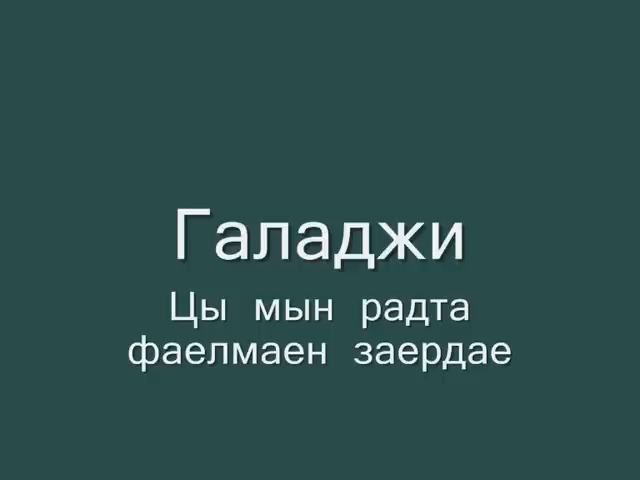 Галаджи
Цы мын радта
фаелмаен заердае